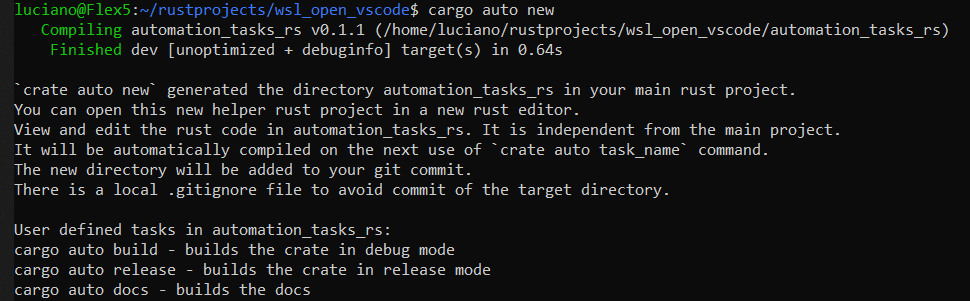 luciano@Flex5:~/rustprojects/wsl_open_vscode$ cargo auto new
   Compiling automation_tasks_rs v0.1.1 (/home/luciano/rustprojects/wsl_open_vscode/automation_tasks_rs)
    Finished dev [unoptimized + debuginfo] target(s) in 0.64s

`crate auto new` generated the directory automation_tasks_rs in your main rust project.
You can open this new helper rust project in a new rust editor.
View and edit the rust code in automation_tasks_rs. It is independent from the main project.
It will be automatically compiled on the next use of `crate auto task_name` command.
The new directory will be added to your git commit.
There is a local .gitignore file to avoid commit of the target directory.

User defined tasks in automation_tasks_rs:
cargo auto build - builds the crate in debug mode
cargo auto release - builds the crate in release mode
cargo auto docs - builds the docs